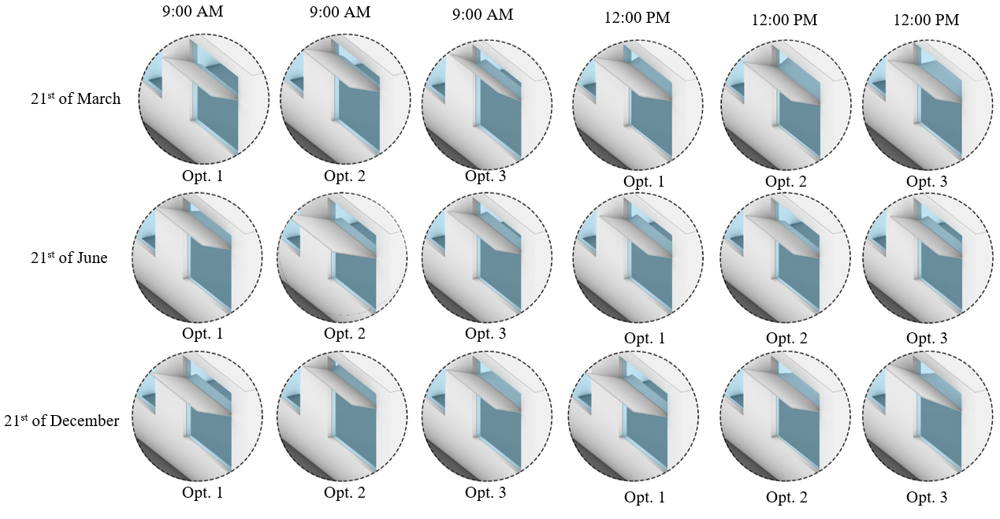 9:00 AM 9:00 AM 9:00 AM 12:00 PM 12:00 PM 12:00 PM
21st of March
Opt. 1 Opt. 2 Opt. 3 Opt. 1 Opt. 2 Opt. 3
21st of June
Opt. 1 Opt. 2 Opt. 3 Opt. 1 Opt. 2 Opt. 3
21st of December
Opt. 1 Opt. 2 Opt. 3 Opt. 1 Opt. 2 Opt. 3